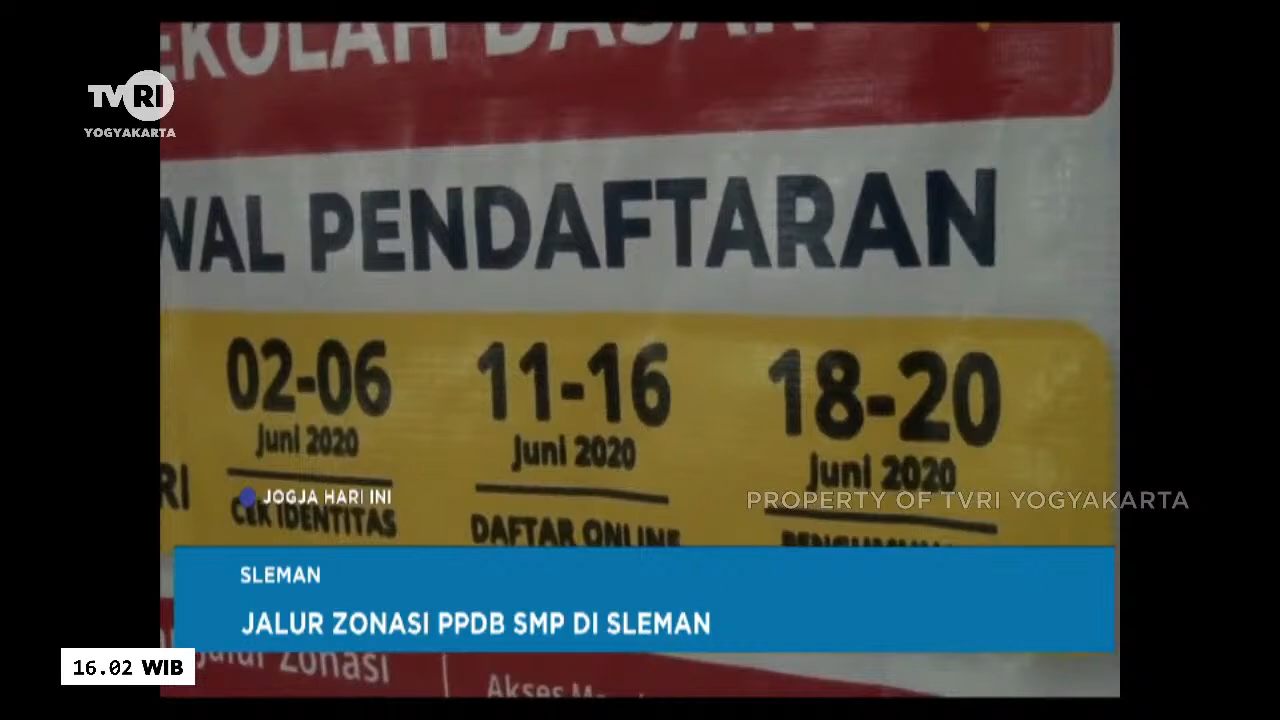 EKOLAH DASAR
TVRI
YOGYAKARTA
WAL PENDAFTARAN
02-06
Juni 2020
CEK IDENTITAS
11-16
Juni 2020
DAFTAR ONLINE
18-20
Juni 2020
RI
JOGJA HARI INI
PROPERTY OF TVRI YOGYAKARTA
SLEMAN
JALUR ZONASI PPDB SMP DI SLEMAN
16.02 WIB
Jalur Zonasi
Akses